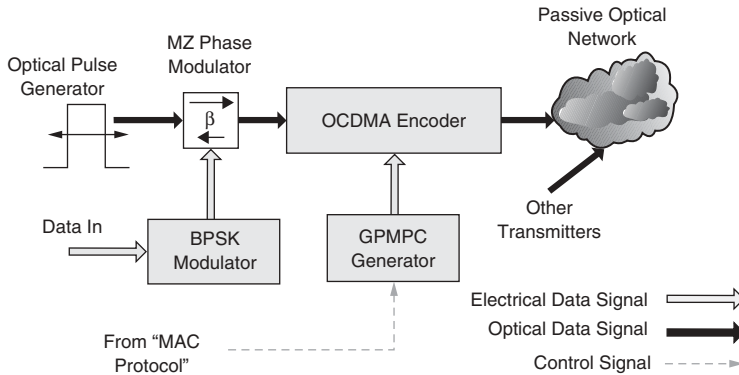 Passive Optical
Network
MZ Phase
Modulator
Optical Pulse
Generator
β
OCDMA Encoder
Other
Transmitters
Data In
BPSK
Modulator
GPMPC
Generator
Electrical Data Signal
Optical Data Signal
Control Signal
From “MAC
Protocol”